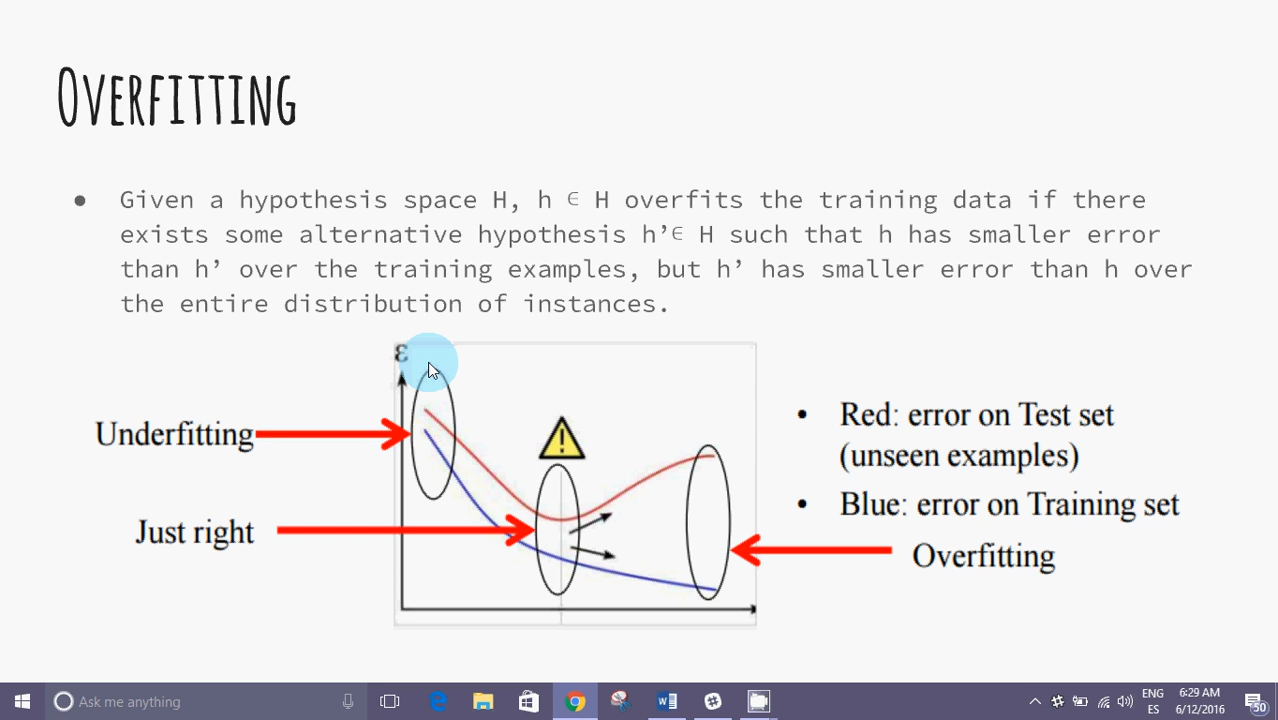 OVERFITTING
● Given a hypothesis space H, h ∈ H overfits the training data if there
exists some alternative hypothesis h’∈ H such that h has smaller error
than h’ over the training examples, but h’ has smaller error than h over
the entire distribution of instances.
ε
Underfitting
Just right
!
• Red: error on Test set
(unseen examples)
• Blue: error on Training set
Overfitting
Ask me anything
ENG
ES
6:29 AM
6/12/2016
50